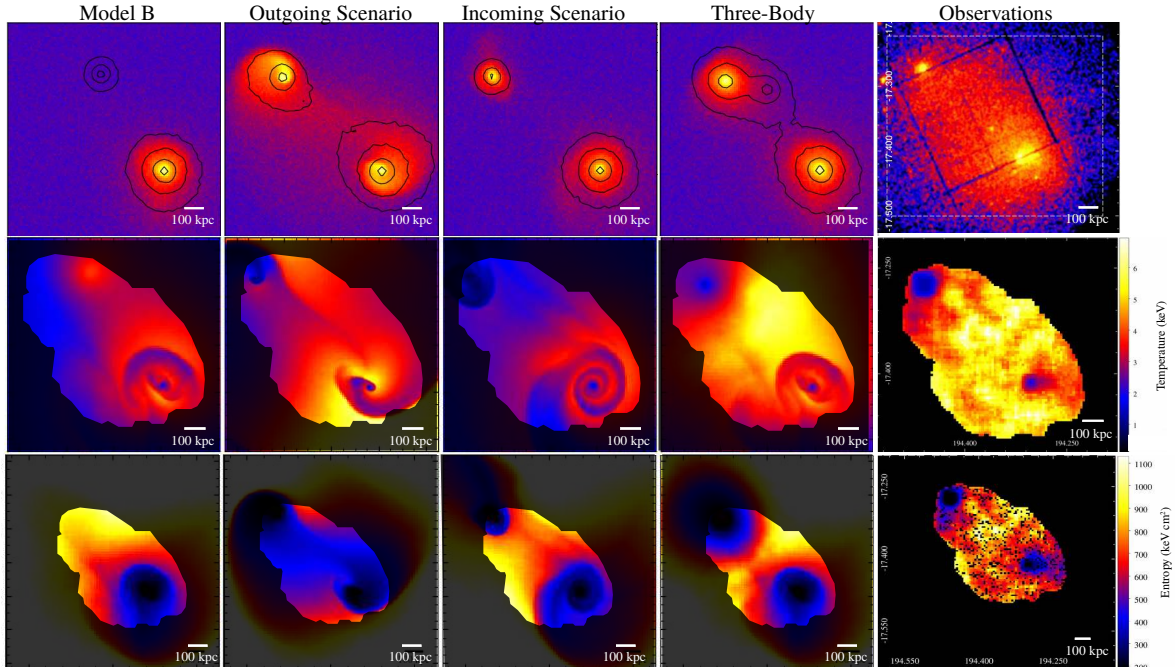 Model B
Outgoing Scenario
Incoming Scenario
Three-Body
Observations
100 kpc
100 kpc
100 kpc
100 kpc
-17.300
-17.400
-17.500
100 kpc
100 kpc
100 kpc
100 kpc
100 kpc
-17.250
-17.400
194.400
194.250
100 kpc
6
5
4
3
2
1
Temperature (keV)
100 kpc
100 kpc
100 kpc
100 kpc
-17.250
-17.400
-17.550
194.550
194.400
194.250
100 kpc
1100
1000
900
800
700
600
500
400
300
200
Entropy (keV cm²)